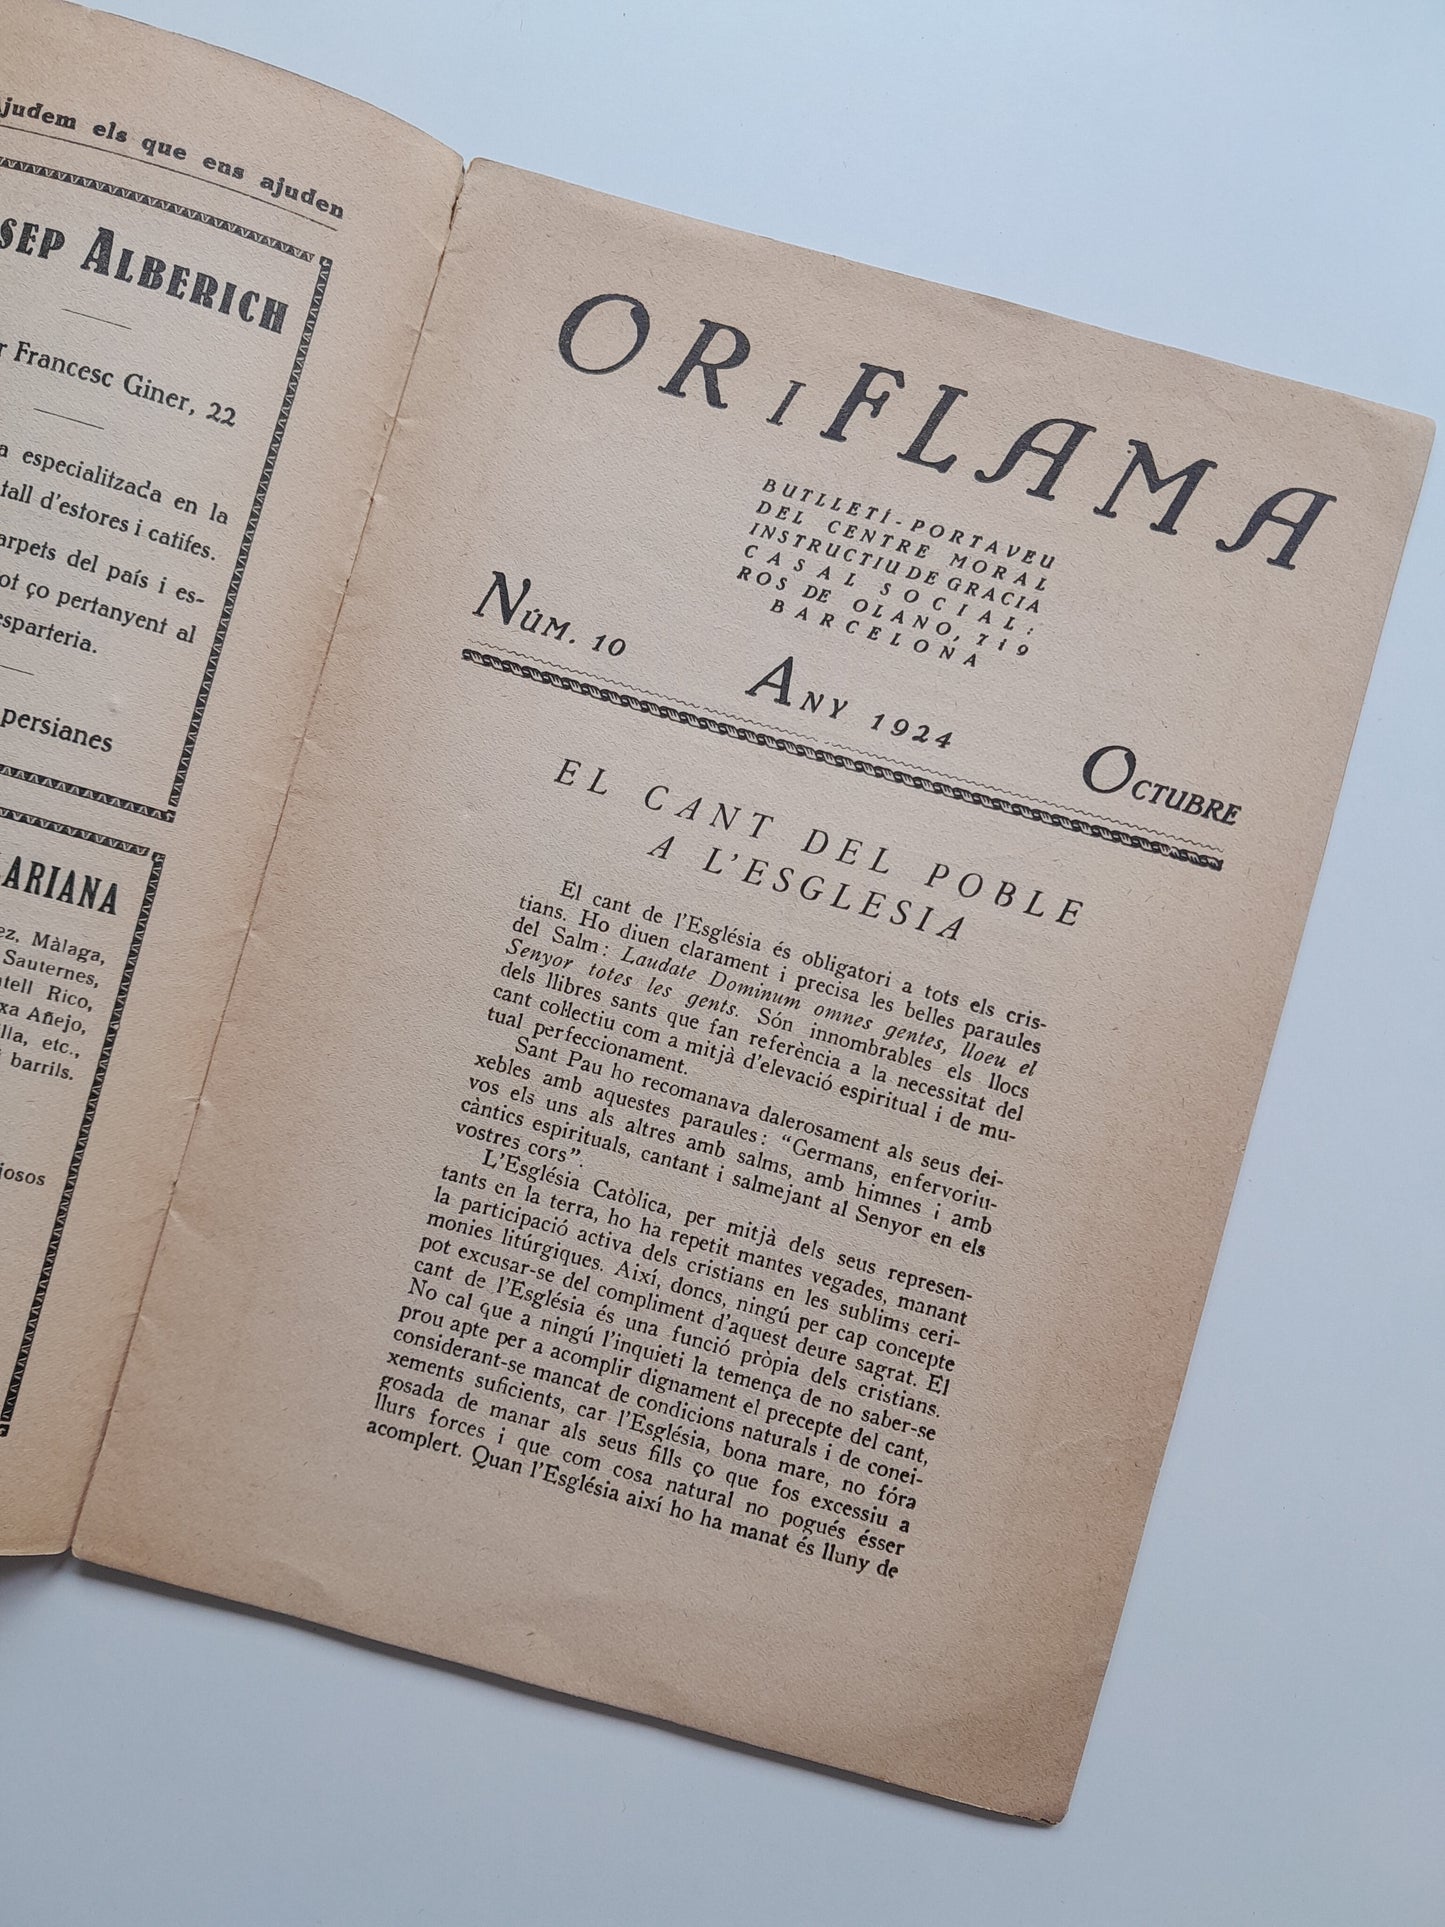 judem els que ens ajuden
SEP ALBERICH
Francesc Giner, 22
a especialitzada en la
tall d'estores i catifes.
arpets del país i es-
ot ço pertanyent al
esparteria.
persianes
ARIANA
ez, Màlaga,
Sauternes,
tell Rico,
xa Añejo,
lla, etc.,
i barrils.
josos
ORIFLAMA
BUTLLETÍ-PORTAVEU
DEL CENTRE MORAL
INSTRUCTIU DE GRACIA
CASAL SOCIAL:
ROS DE OLANO, 7 i 9
BARCELONA
NÚM. 10 ANY 1924 OCTUBRE
EL CANT DEL POBLE
A L'ESGLESIA
El cant de l'Església és obligatori a tots els cris-
tians. Ho diuen clarament i precisa les belles paraules
del Salm: Laudate Dominum omnes gentes, lloeu el
Senyor totes les gents. Són innombrables els llocs
dels llibres sants que fan referència a la necessitat del
cant col·lectiu com a mitjà d'elevació espiritual i de mu-
tual perfeccionament.
Sant Pau ho recomanava dalerosament als seus dei-
xebles amb aquestes paraules: "Germans, enfervoriu-
vos els uns als altres amb salms, amb himnes i amb
càntics espirituals, cantant i salmejant al Senyor en els
vostres cors".
L'Església Catòlica, per mitjà dels seus represen-
tants en la terra, ho ha repetit mantes vegades, manant
la participació activa dels cristians en les sublims ceri-
monies litúrgiques. Així, doncs, ningú per cap concepte
pot excusar-se del compliment d'aquest deure sagrat. El
cant de l'Església és una funció pròpia dels cristians.
No cal que a ningú l'inquieti la temença de no saber-se
prou apte per a acomplir dignament el precepte del cant,
considerant-se mancat de condicions naturals i de conei-
xements suficients, car l'Església, bona mare, no fóra
gosada de manar als seus fills ço que fos excessiu a
llurs forces i que com cosa natural no pogués ésser
acomplert. Quan l'Església així ho ha manat és lluny de